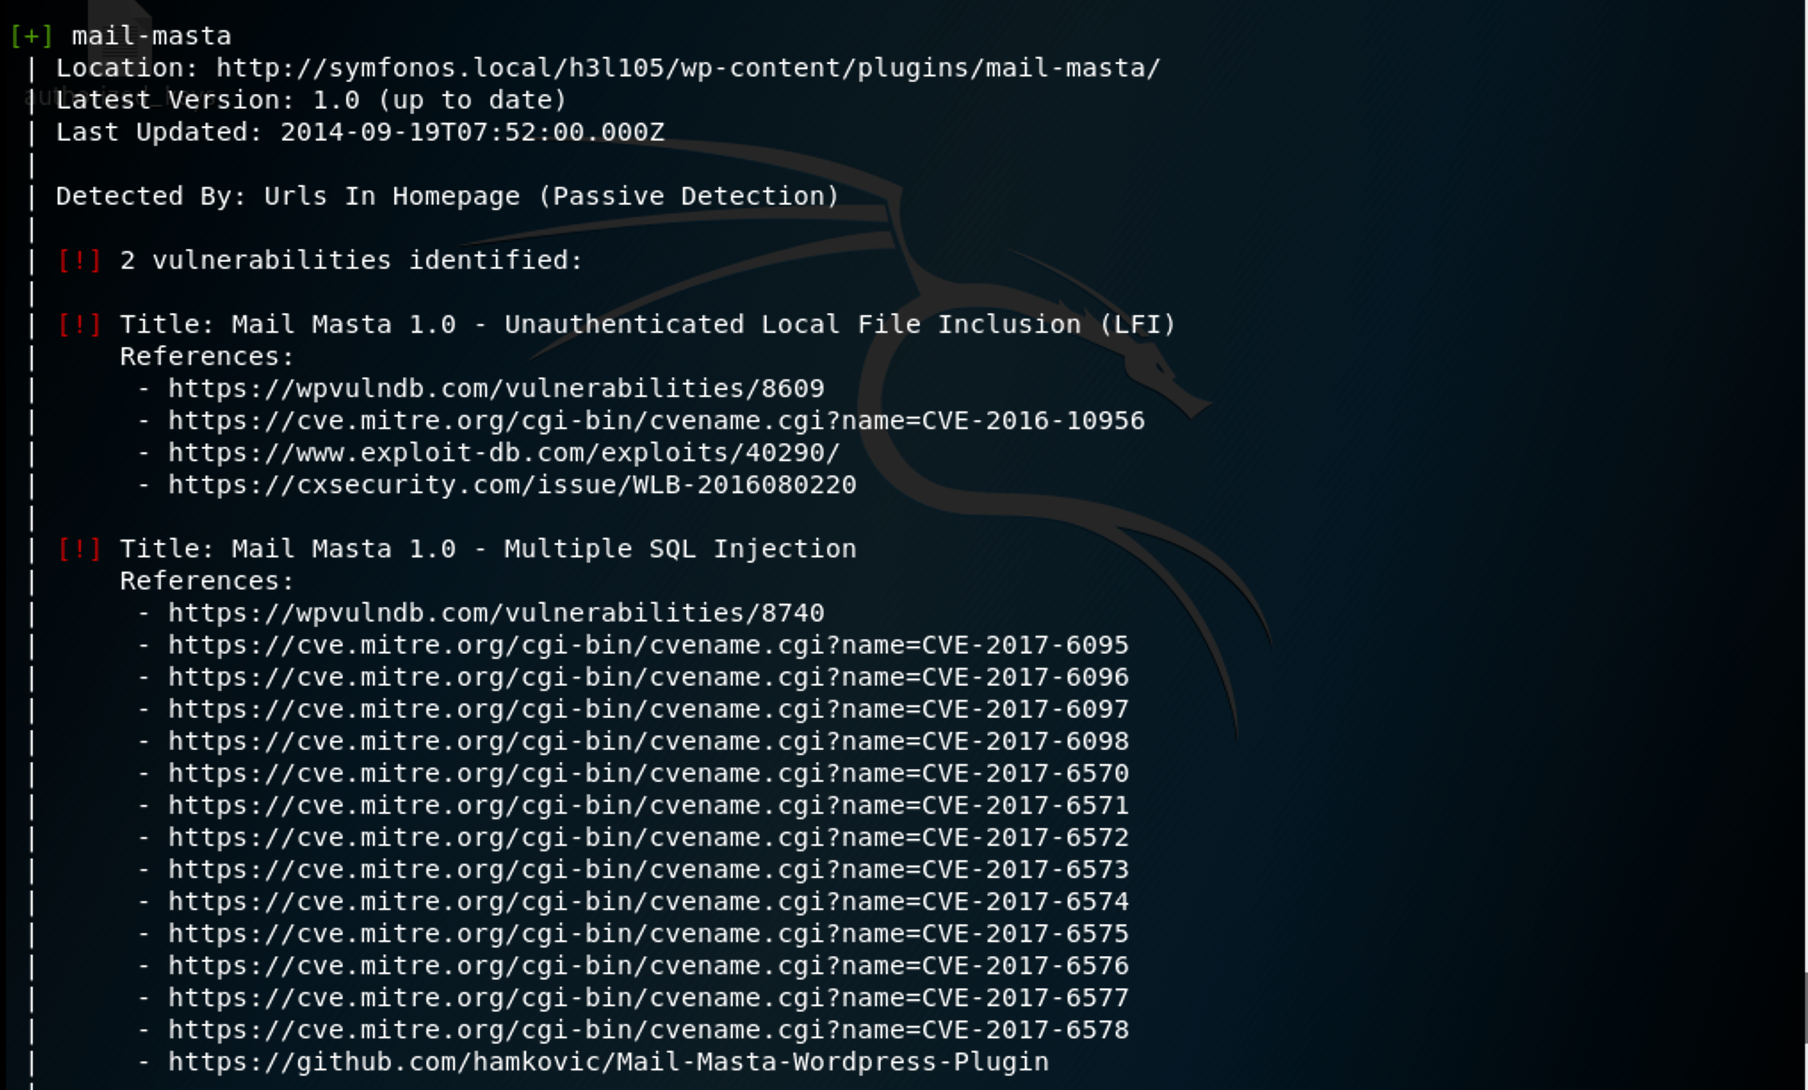 [+] mail-masta
| Location: http://symfonos.local/h3l105/wp-content/plugins/mail-masta/
| Latest Version: 1.0 (up to date)
| Last Updated: 2014-09-19T07:52:00.000Z
|
| Detected By: Urls In Homepage (Passive Detection)
|
| [!] 2 vulnerabilities identified:
|
| [!] Title: Mail Masta 1.0 - Unauthenticated Local File Inclusion (LFI)
|     References:
|      - https://wpvulndb.com/vulnerabilities/8609
|      - https://cve.mitre.org/cgi-bin/cvename.cgi?name=CVE-2016-10956
|      - https://www.exploit-db.com/exploits/40290/
|      - https://cxsecurity.com/issue/WLB-2016080220
|
| [!] Title: Mail Masta 1.0 - Multiple SQL Injection
|     References:
|      - https://wpvulndb.com/vulnerabilities/8740
|      - https://cve.mitre.org/cgi-bin/cvename.cgi?name=CVE-2017-6095
|      - https://cve.mitre.org/cgi-bin/cvename.cgi?name=CVE-2017-6096
|      - https://cve.mitre.org/cgi-bin/cvename.cgi?name=CVE-2017-6097
|      - https://cve.mitre.org/cgi-bin/cvename.cgi?name=CVE-2017-6098
|      - https://cve.mitre.org/cgi-bin/cvename.cgi?name=CVE-2017-6570
|      - https://cve.mitre.org/cgi-bin/cvename.cgi?name=CVE-2017-6571
|      - https://cve.mitre.org/cgi-bin/cvename.cgi?name=CVE-2017-6572
|      - https://cve.mitre.org/cgi-bin/cvename.cgi?name=CVE-2017-6573
|      - https://cve.mitre.org/cgi-bin/cvename.cgi?name=CVE-2017-6574
|      - https://cve.mitre.org/cgi-bin/cvename.cgi?name=CVE-2017-6575
|      - https://cve.mitre.org/cgi-bin/cvename.cgi?name=CVE-2017-6576
|      - https://cve.mitre.org/cgi-bin/cvename.cgi?name=CVE-2017-6577
|      - https://cve.mitre.org/cgi-bin/cvename.cgi?name=CVE-2017-6578
|      - https://github.com/hamkovic/Mail-Masta-Wordpress-Plugin